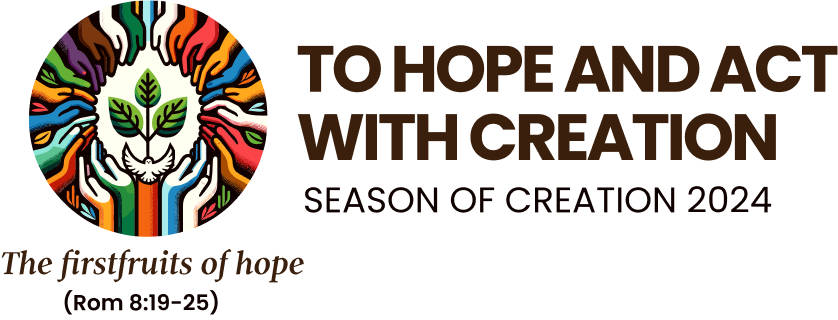 TO HOPE AND ACT
WITH CREATION
SEASON OF CREATION 2024
The firstfruits of hope
(Rom 8:19-25)